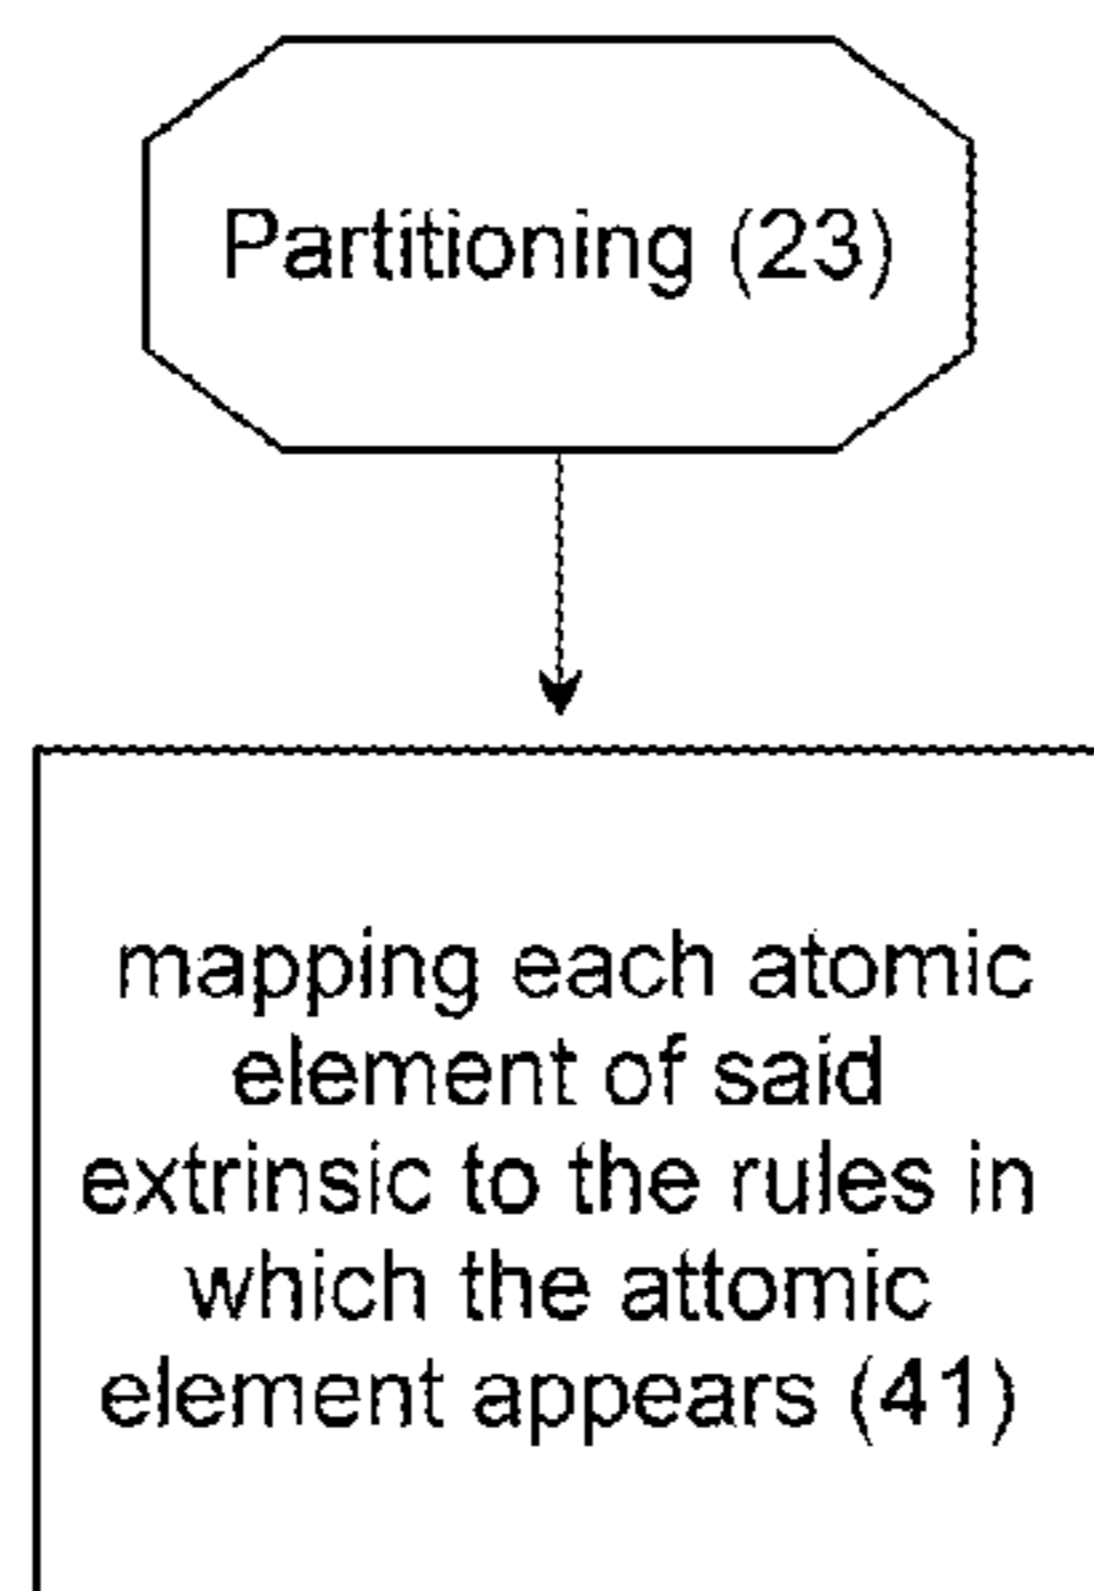 Partitioning (23)
mapping each atomic
element of said
extrinsic to the rules in
which the attomic
element appears (41)